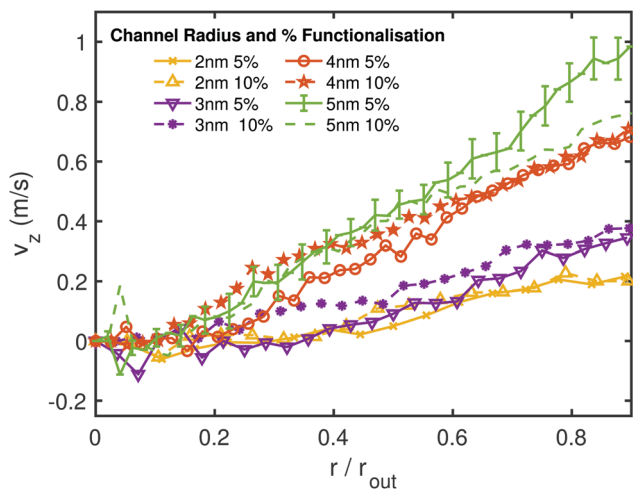 Channel Radius and % Functionalisation
2nm 5% 4nm 5%
2nm 10% 4nm 10%
3nm 5% 5nm 5%
3nm 10% 5nm 10%
1
0.8
0.6
0.4
0.2
0
-0.2
v_z (m/s)
0 0.2 0.4 0.6 0.8
r / r_out